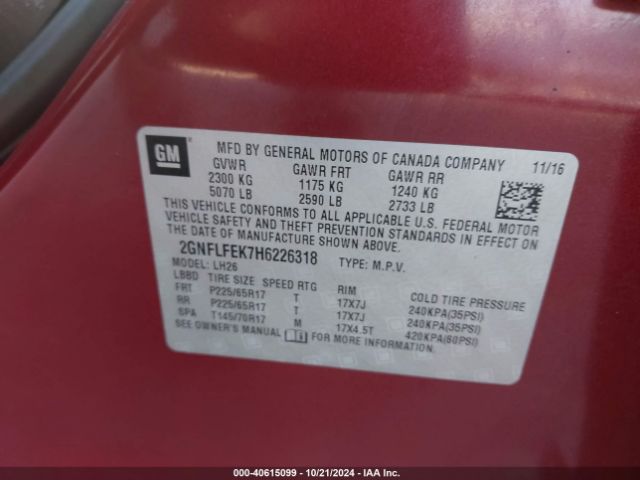 GM
MFD BY GENERAL MOTORS OF CANADA COMPANY 11/16
GVWR GAWR FRT GAWR RR
2300 KG 1175 KG 1240 KG
5070 LB 2590 LB 2733 LB
THIS VEHICLE CONFORMS TO ALL APPLICABLE U.S. FEDERAL MOTOR
VEHICLE SAFETY AND THEFT PREVENTION STANDARDS IN EFFECT ON
THE DATE OF MANUFACTURE SHOWN ABOVE.
2GNFLFEK7H6226318 TYPE: M.P.V.
MODEL: LH26
LBBD TIRE SIZE SPEED RTG RIM COLD TIRE PRESSURE
FRT P225/65R17 T 17X7J 240KPA(35PSI)
RR P225/65R17 T 17X7J 240KPA(35PSI)
SPA T145/70R17 M 17X4.5T 420KPA(60PSI)
SEE OWNER'S MANUAL FOR MORE INFORMATION.
000-40615099 - 10/21/2024 - IAA Inc.